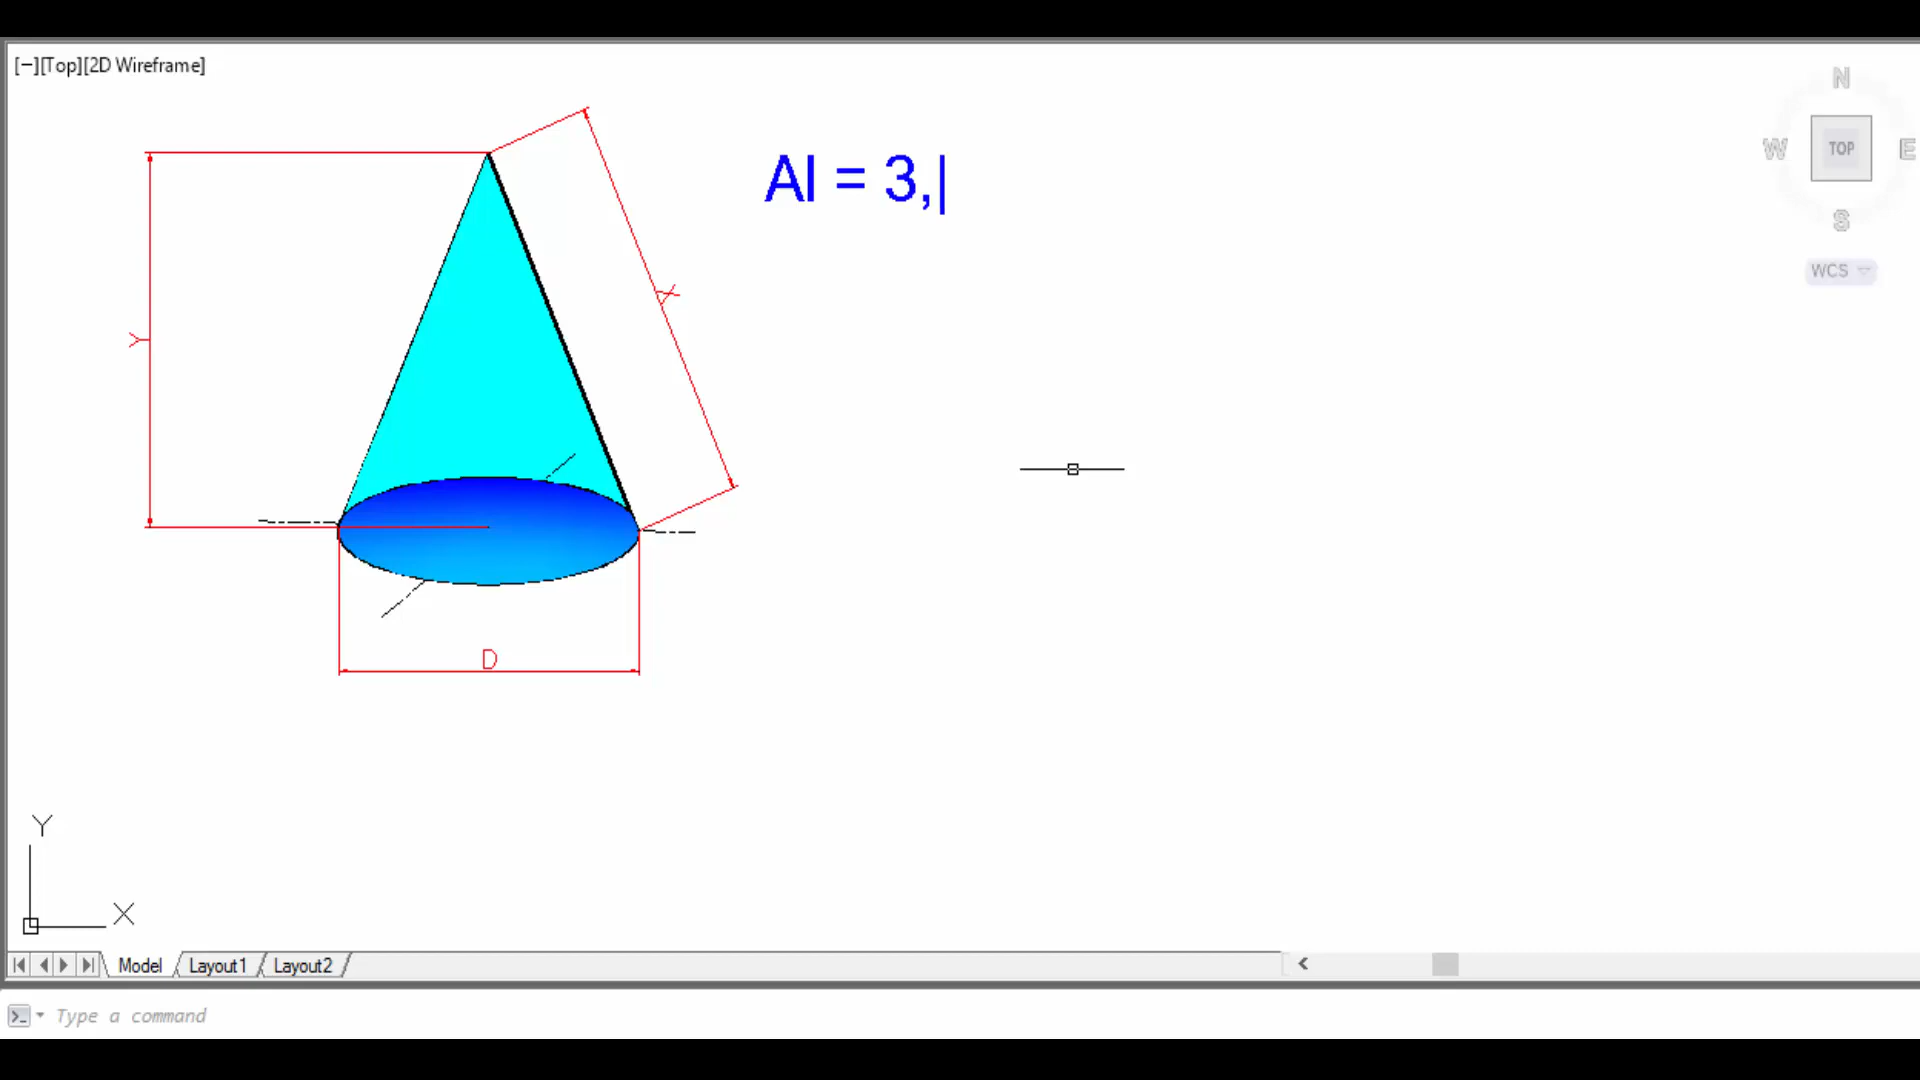 [−][Top][2D Wireframe]
N
W TOP E
S
WCS
Al = 3,
X
Y
D
Y
X
Model Layout1 Layout2
Type a command